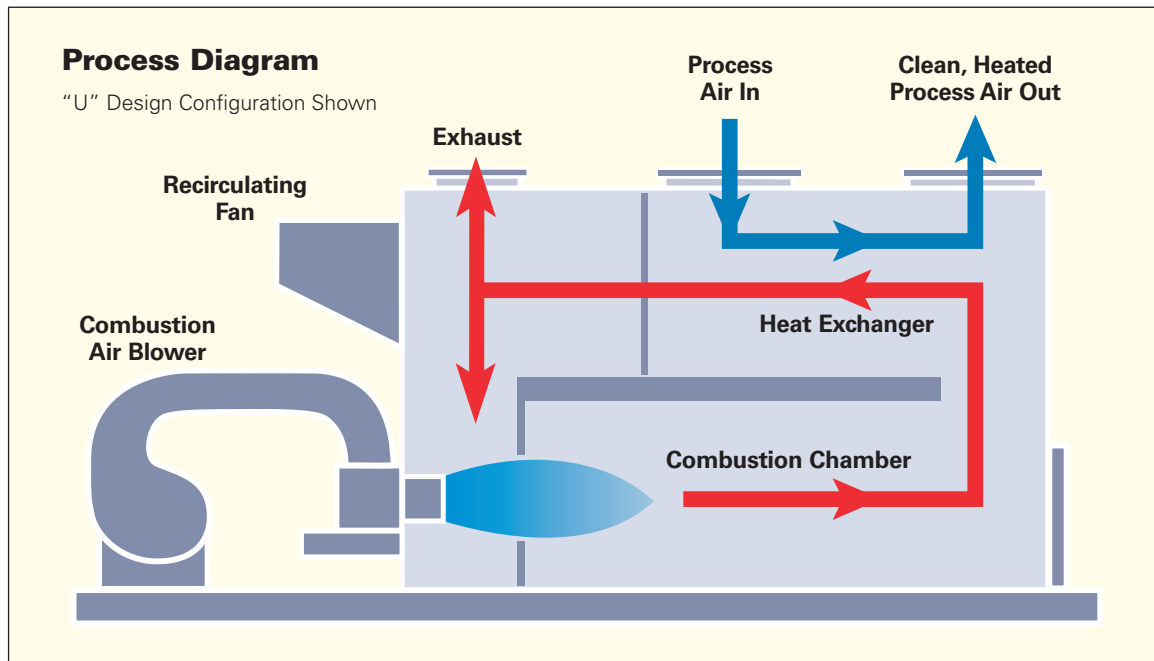 Process Diagram
“U” Design Configuration Shown
Process
Air In
Clean, Heated
Process Air Out
Exhaust
Recirculating
Fan
Combustion
Air Blower
Heat Exchanger
Combustion Chamber